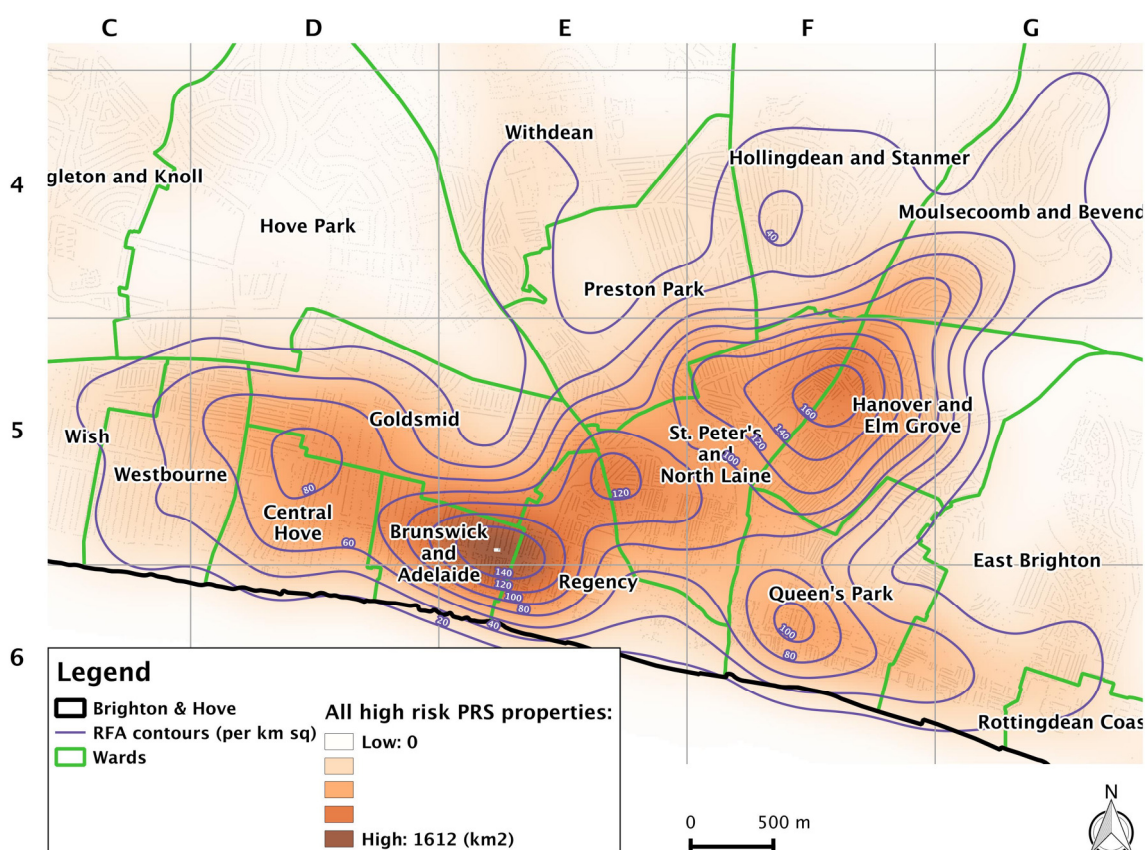 C D E F G
Withdean
Hollingdean and Stanmer
4
gleton and Knoll
Moulsecoomb and Bevend
Hove Park
40
Preston Park
160
Goldsmid
Hanover and
Elm Grove
140
5
Wish
St. Peter's
and
North Laine
120
100
Westbourne
80
120
Central
Hove
60
Brunswick
and
Adelaide
East Brighton
140
120
100
80
Regency
Queen's Park
20
40
100
80
6
Rottingdean Coas
Legend
Brighton & Hove
RFA contours (per km sq)
Wards
All high risk PRS properties:
Low: 0
High: 1612 (km2)
0 500 m
N